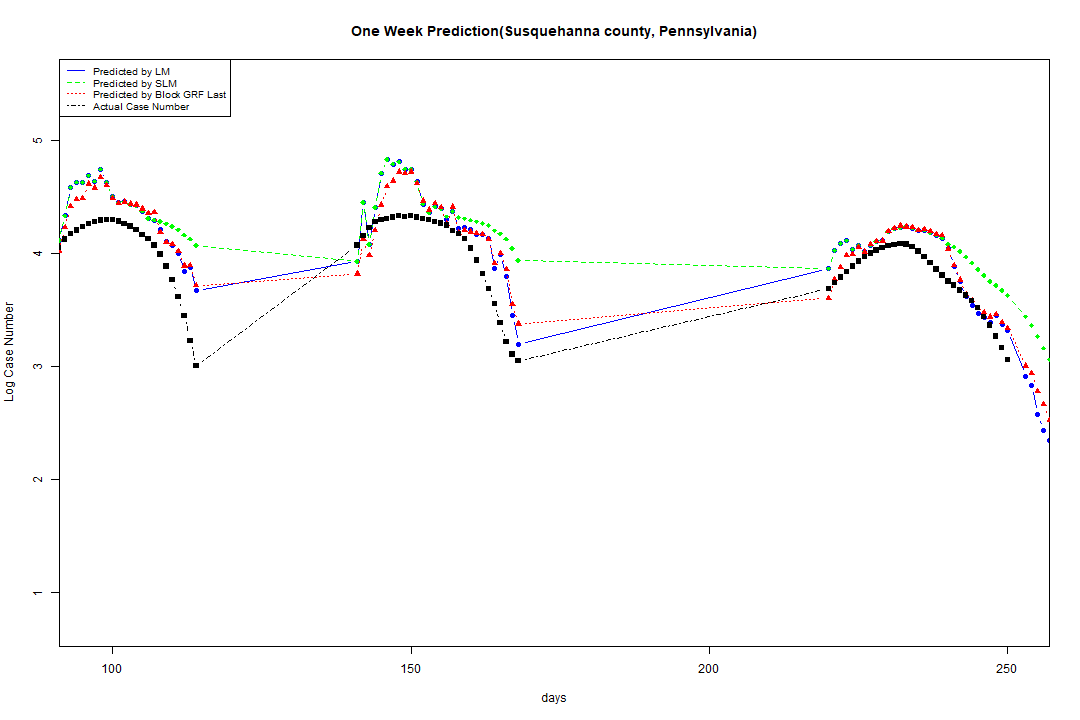 One Week Prediction(Susquehanna county, Pennsylvania)
Predicted by LM
Predicted by SLM
Predicted by Block GRF Last
Actual Case Number
5
4
3
2
1
Log Case Number
100 150 200 250
days